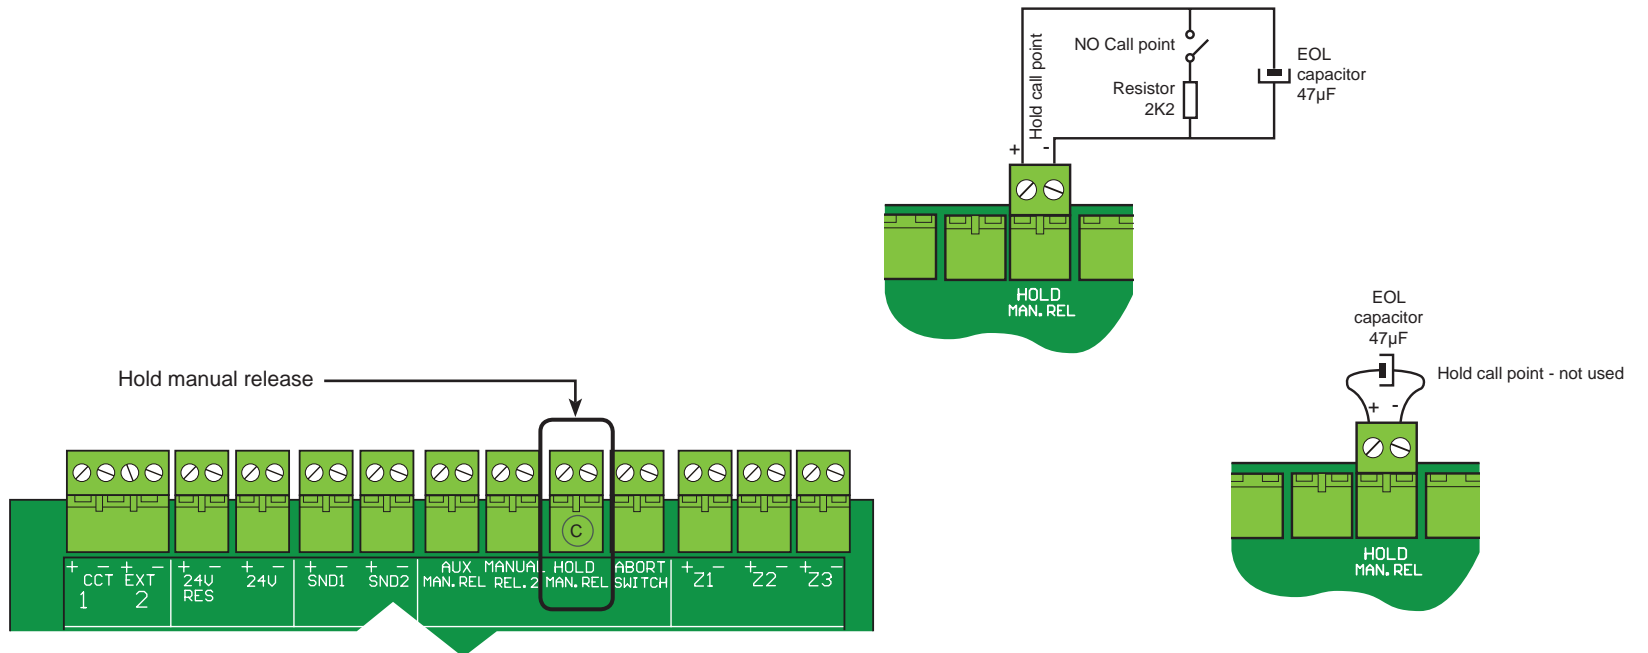 NO Call point
Hold call point
Resistor
2K2
EOL
capacitor
47µF
+ -
HOLD
MAN. REL
EOL
capacitor
47µF
Hold call point - not used
+ -
HOLD
MAN. REL
Hold manual release
C
+ - + -
CCT EXT
1 2
+ -
24V
RES
+ -
24V
+ -
SND1
+ -
SND2
AUX
MAN. REL
MANUAL
REL. 2
HOLD
MAN. REL
ABORT
SWITCH
+ -
Z1
+ -
Z2
+ -
Z3